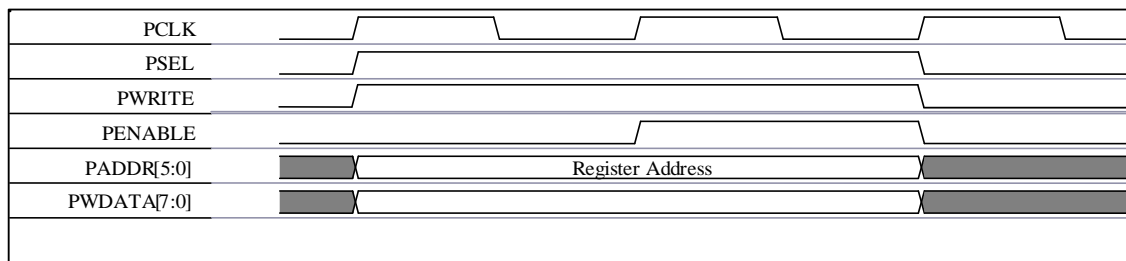 PCLK
PSEL
PWRITE
PENABLE
PADDR[5:0] Register Address
PWDATA[7:0]